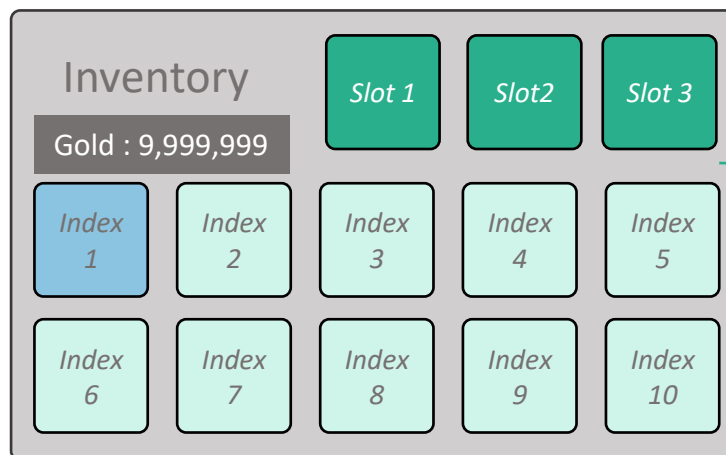 Inventory
Gold : 9,999,999
Slot 1
Slot2
Slot 3
Index
1
Index
2
Index
3
Index
4
Index
5
Index
6
Index
7
Index
8
Index
9
Index
10